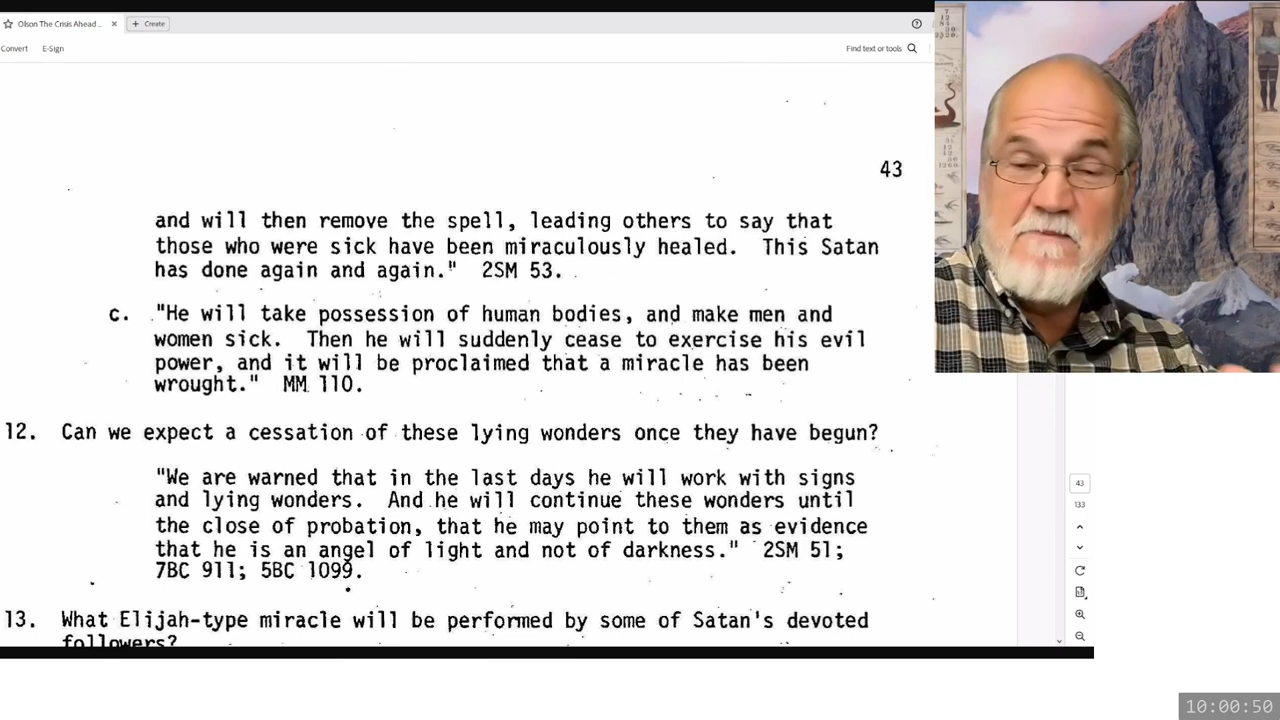 Olson The Crisis Ahead ..
Create
Convert
E-Sign
Find text or tools
43
and will then remove the spell, leading others to say that
those who were sick have been miraculously healed. This Satan
has done again and again." 2SM 53.
c. "He will take possession of human bodies, and make men and
women sick. Then he will suddenly cease to exercise his evil
power, and it will be proclaimed that a miracle has been
wrought." MM 110.
12. Can we expect a cessation of these lying wonders once they have begun?
"We are warned that in the last days he will work with signs
and lying wonders. And he will continue these wonders until
the close of probation, that he may point to them as evidence
that he is an angel of light and not of darkness." 2SM 51;
7BC 911; 5BC 1099.
13. What Elijah-type miracle will be performed by some of Satan's devoted
followers?
43
133
10:00:50